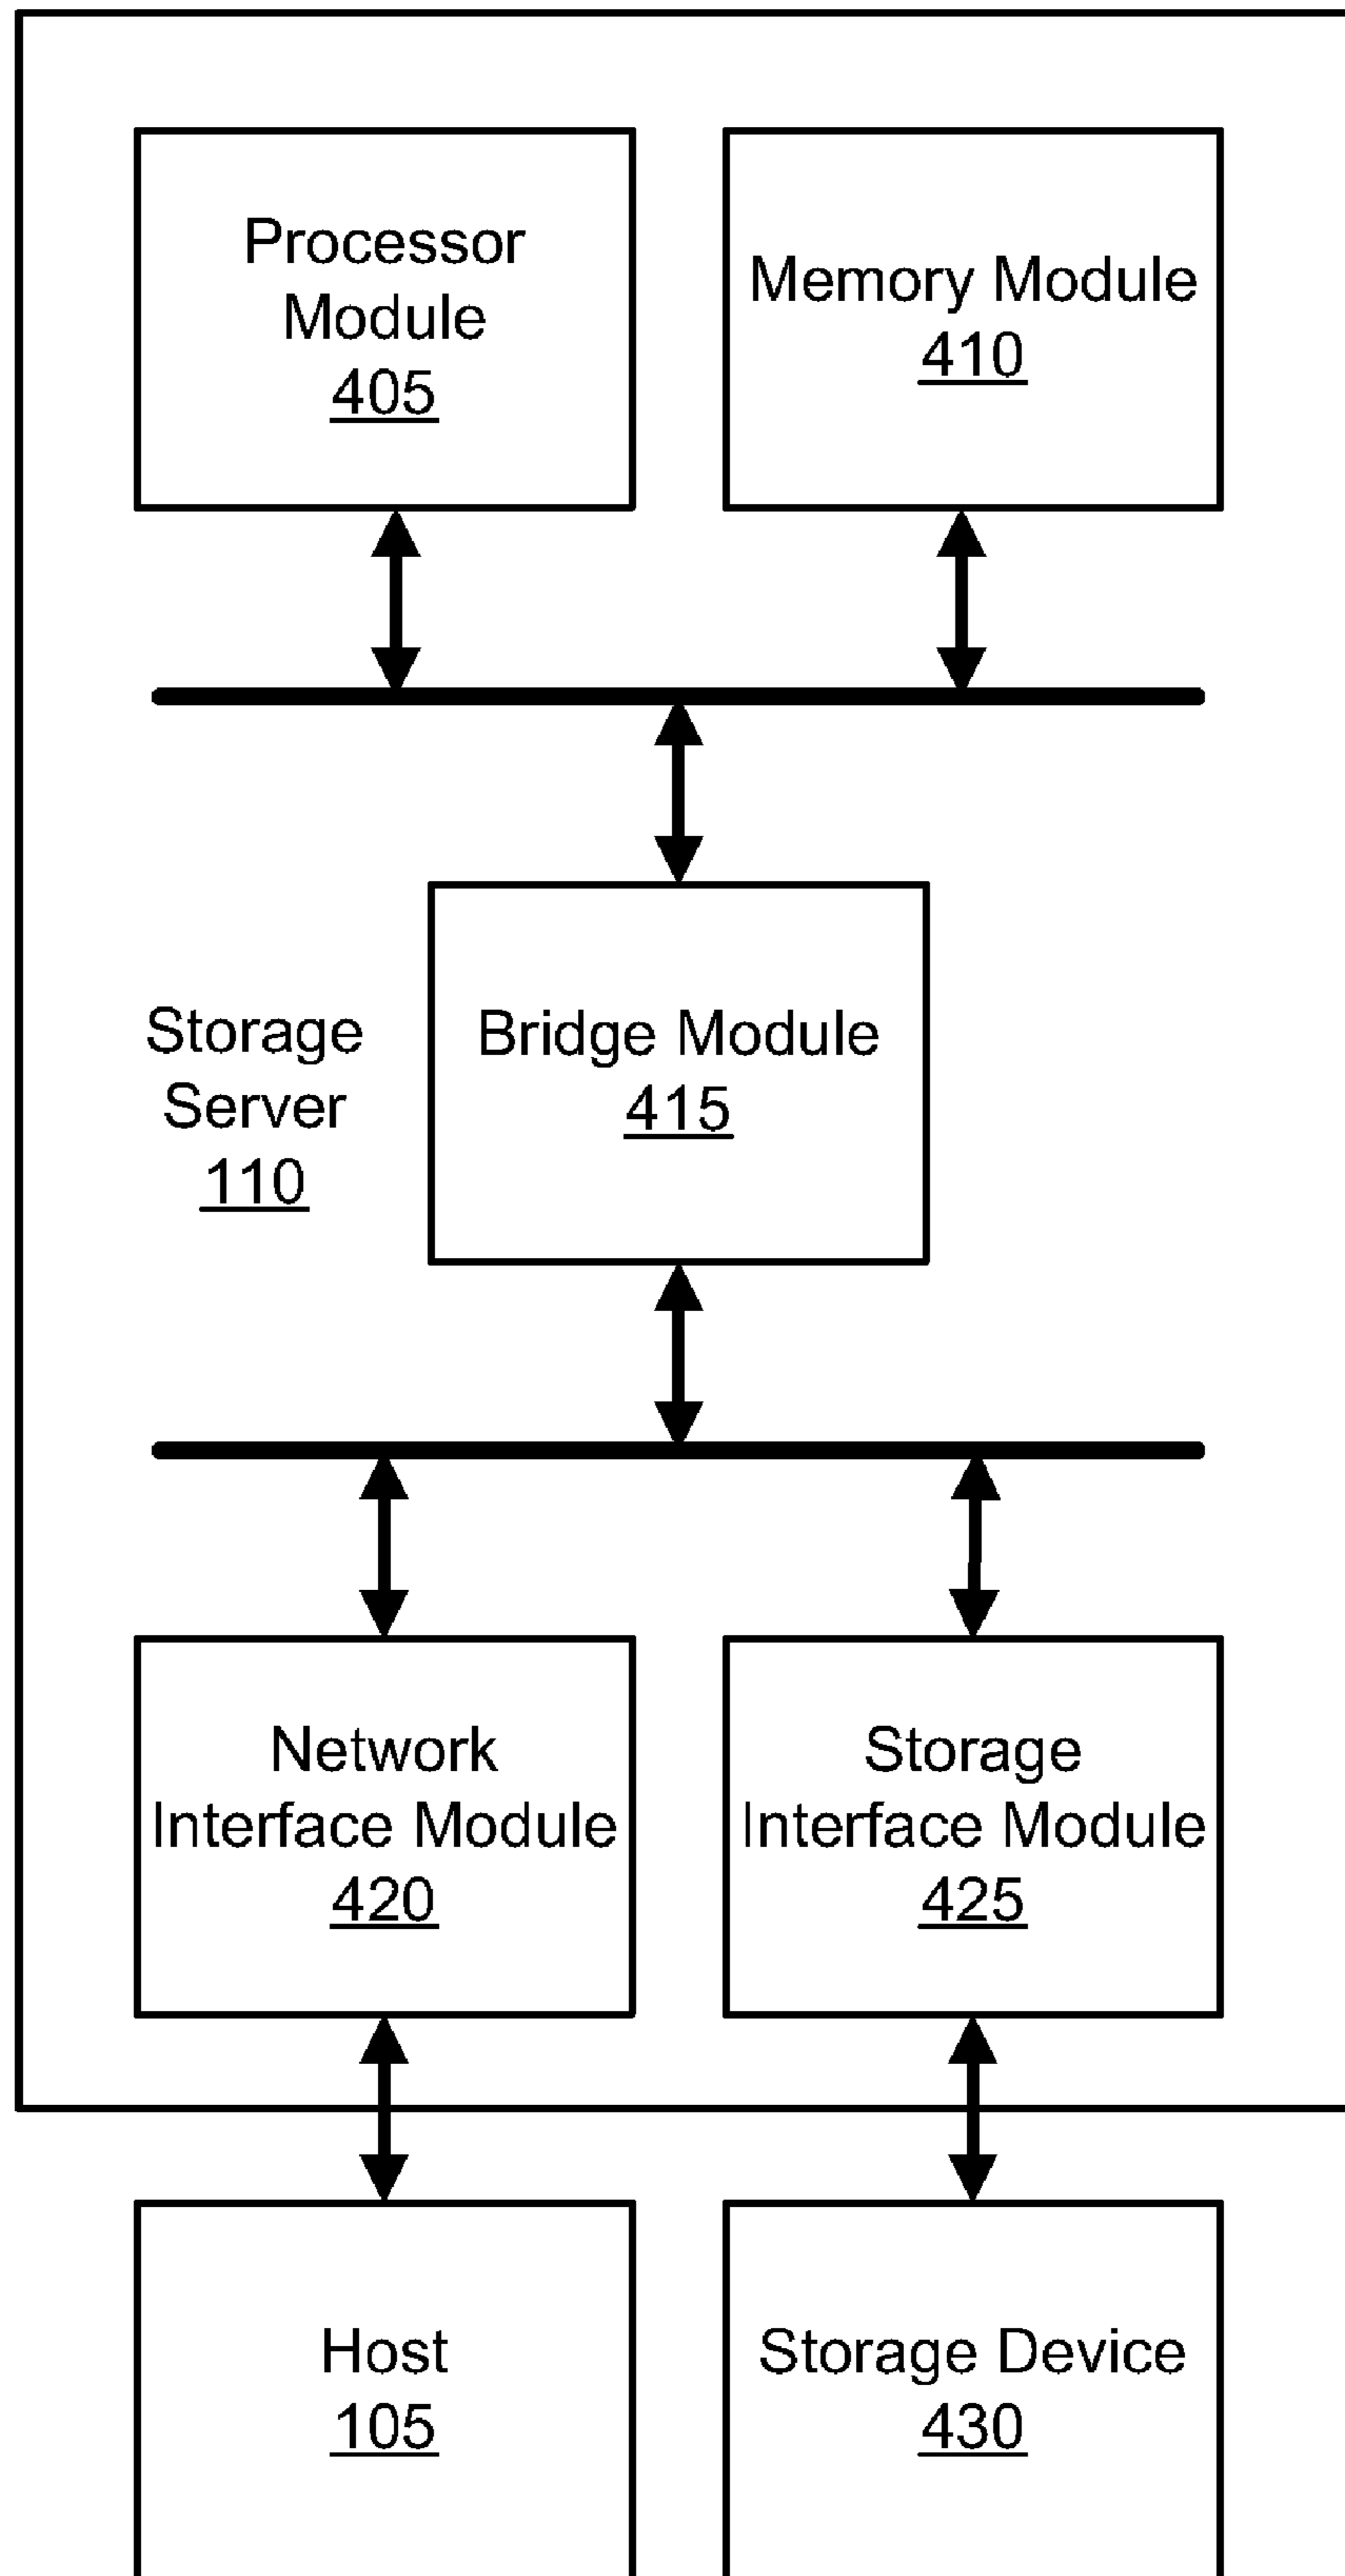 Processor
Module
405
Memory Module
410
Storage
Server
110
Bridge Module
415
Network
Interface Module
420
Storage
Interface Module
425
Host
105
Storage Device
430